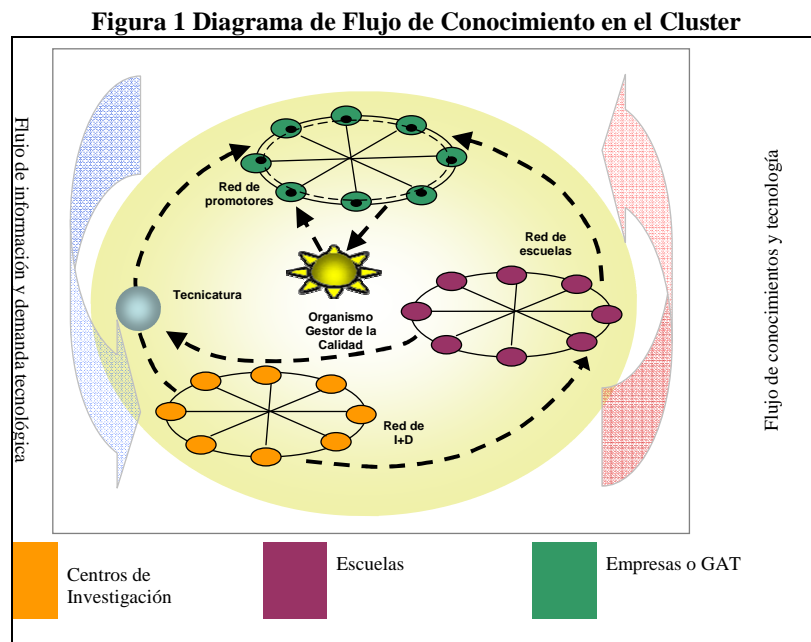 Figura 1 Diagrama de Flujo de Conocimiento en el Cluster
Flujo de información y demanda tecnológica
Red de
promotores
Red de
escuelas
Tecnicatura
Organismo
Gestor de la
Calidad
Red de
I+D
Flujo de conocimientos y tecnología
Centros de
Investigación
Escuelas
Empresas o GAT